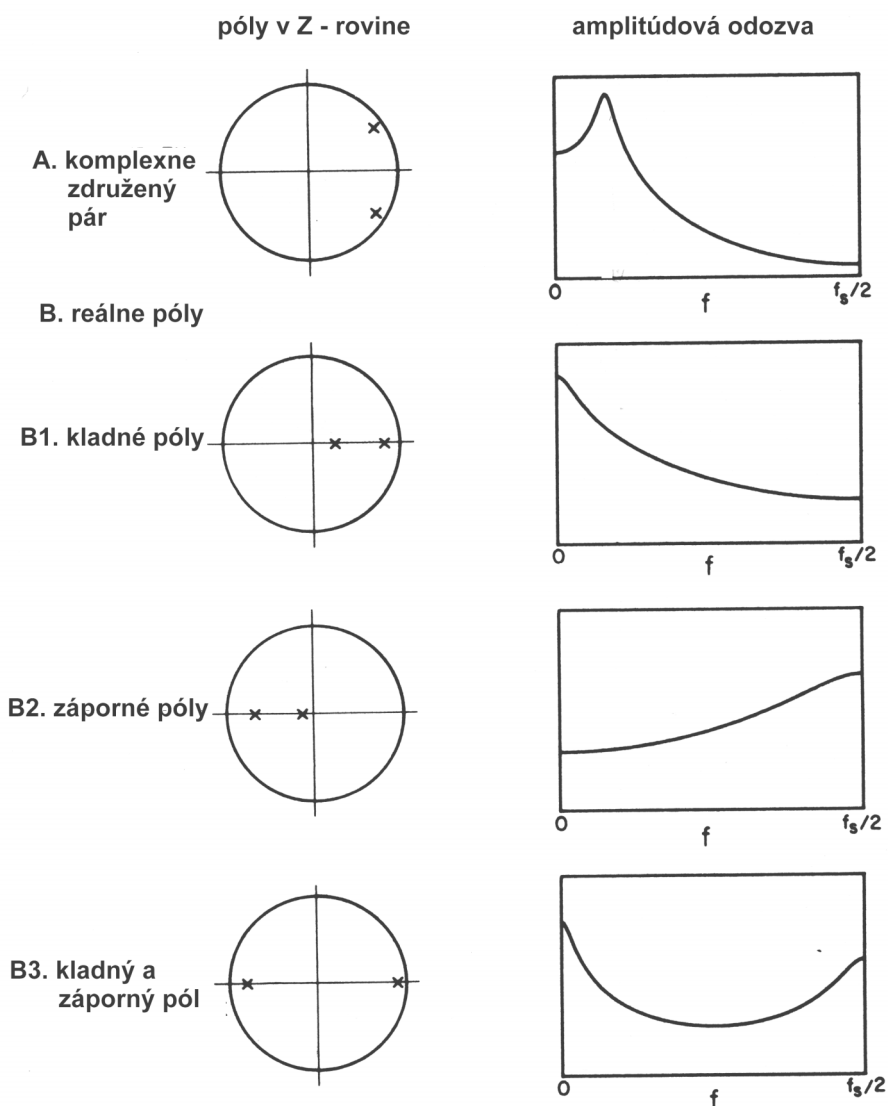 póly v Z - rovine
amplitúdová odozva
A. komplexne
združený
pár
0
f
fs/2
B. reálne póly
B1. kladné póly
0
f
fs/2
B2. záporné póly
0
f
fs/2
B3. kladný a
záporný pól
0
f
fs/2